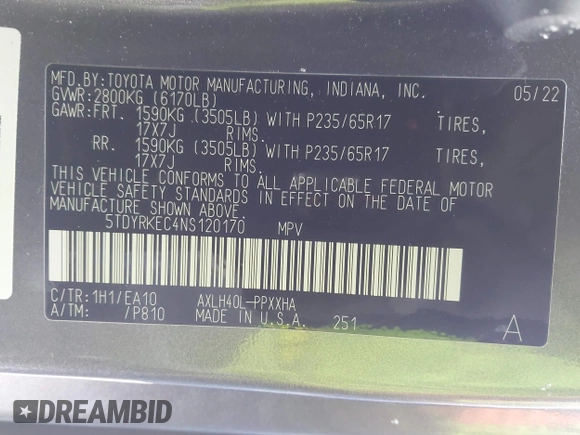 MFD.BY:TOYOTA MOTOR MANUFACTURING, INDIANA, INC. 05/22
GVWR:2800KG (6170LB)
GAWR:FRT. 1590KG (3505LB) WITH P235/65R17 TIRES,
17X7J RIMS.
RR. 1590KG (3505LB) WITH P235/65R17 TIRES,
17X7J RIMS.
THIS VEHICLE CONFORMS TO ALL APPLICABLE FEDERAL MOTOR
VEHICLE SAFETY STANDARDS IN EFFECT ON THE DATE OF
MANUFACTURE SHOWN ABOVE.
5TDYRKEC4NS120170 MPV
C/TR:1H1/EA10 AXLH40L-PPXXHA
A/TM: /P810 MADE IN U.S.A. 251 A
DREAMBID